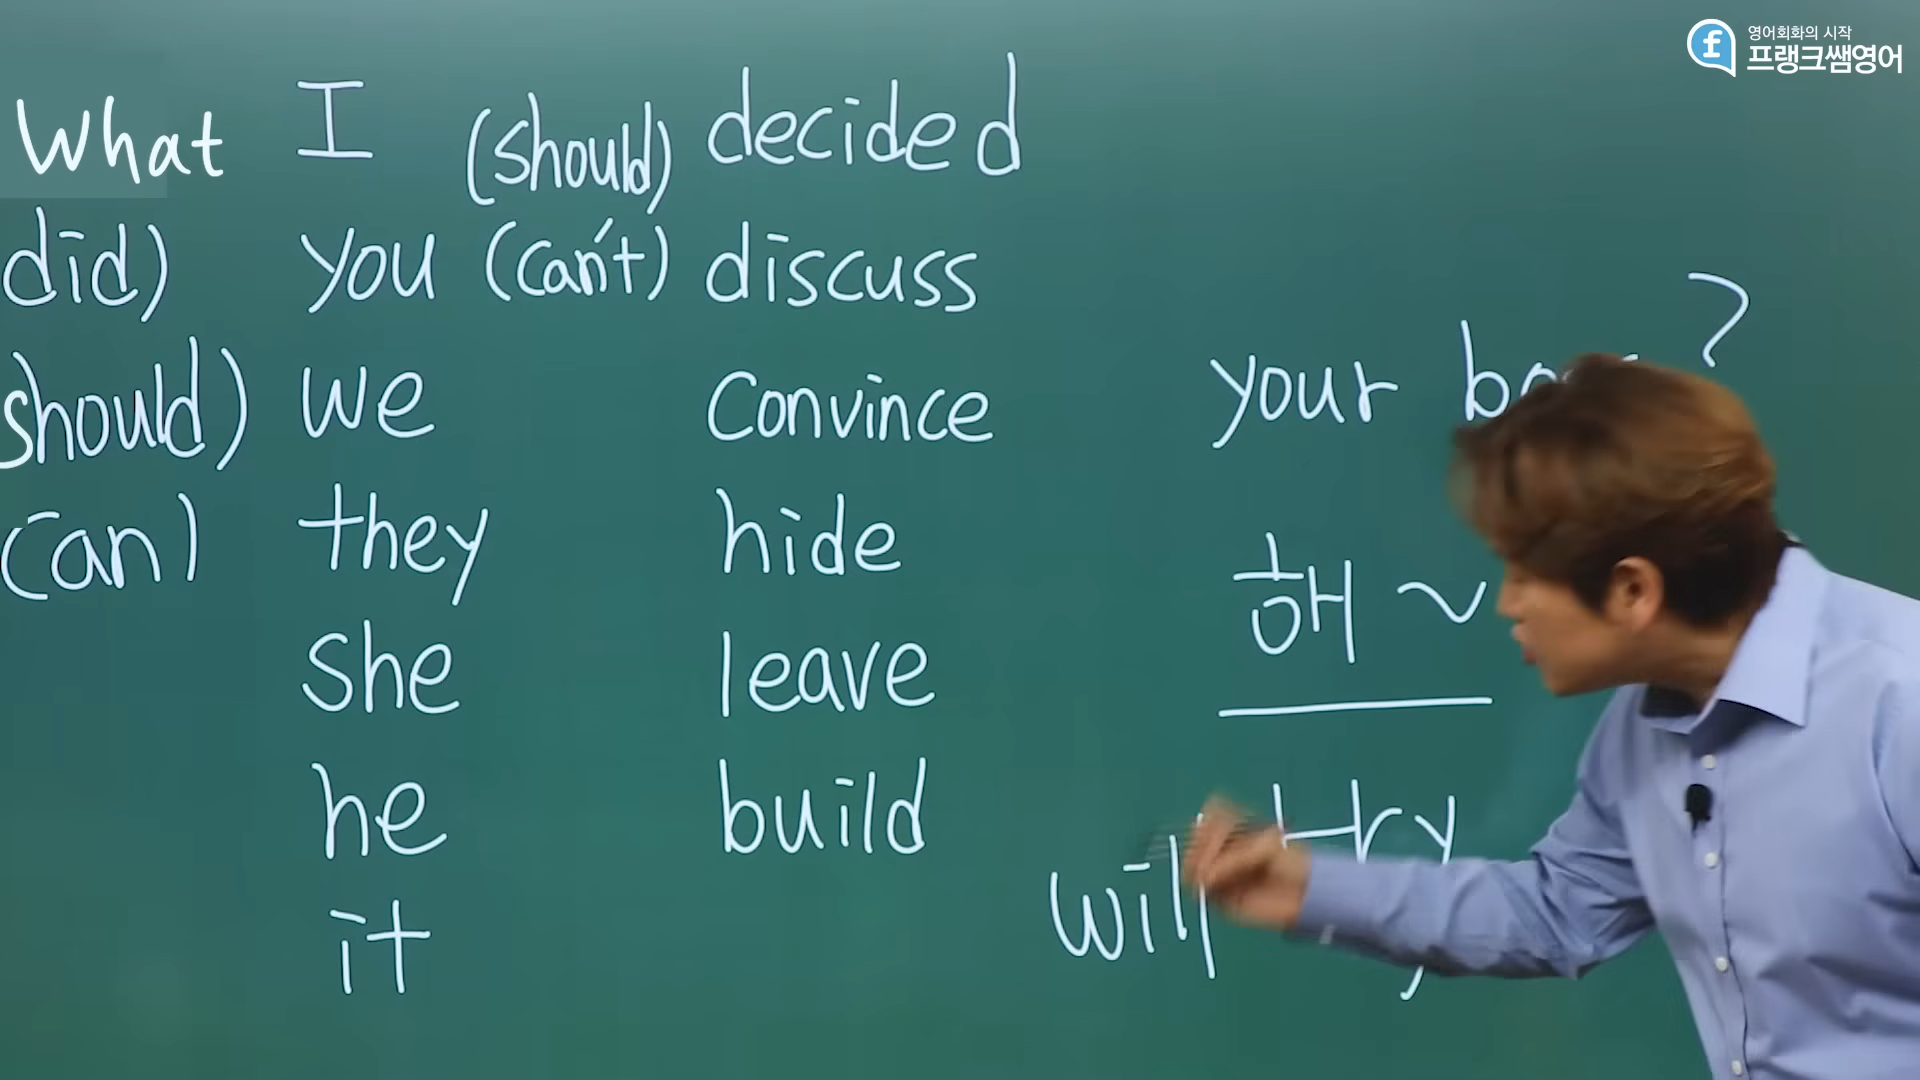 영어회화의 시작
프랭크쌤영어
What I (should) decided
did) you (can't) discuss
your ?
should) we convince
can) they hide
해~
she leave
he build
try
will
it